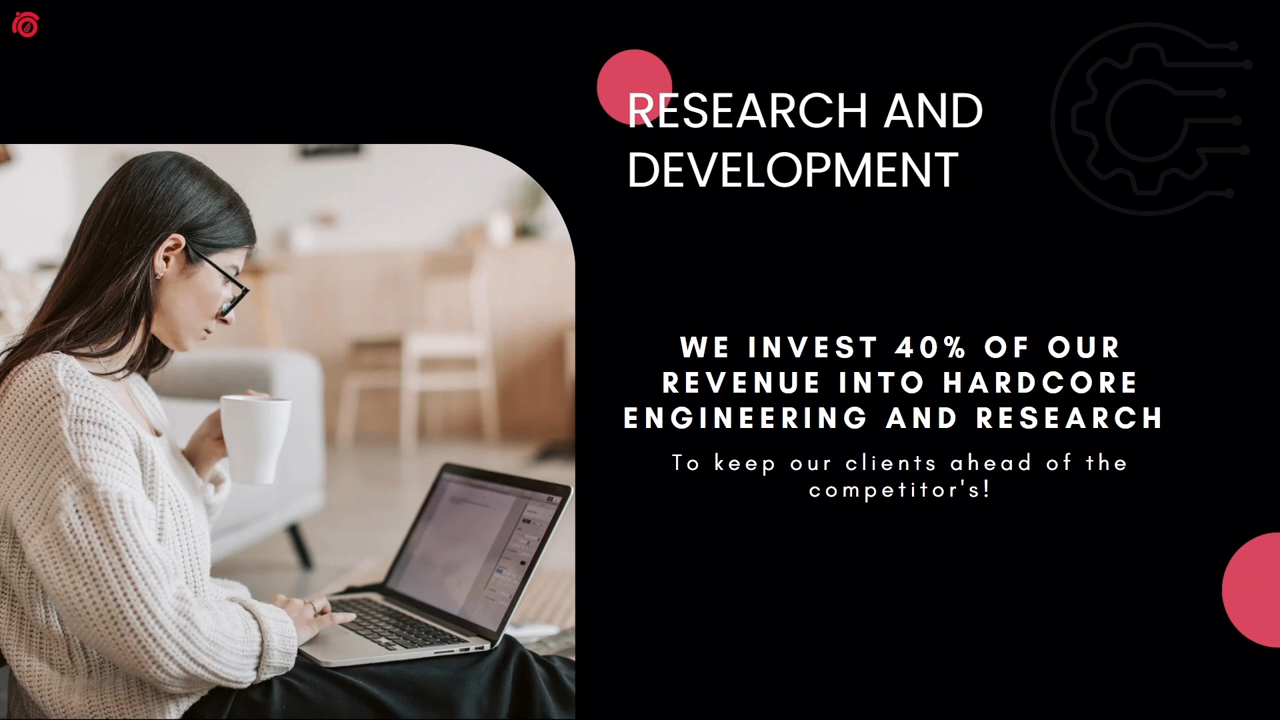 RESEARCH AND
DEVELOPMENT
WE INVEST 40% OF OUR
REVENUE INTO HARDCORE
ENGINEERING AND RESEARCH
To keep our clients ahead of the
competitor's!